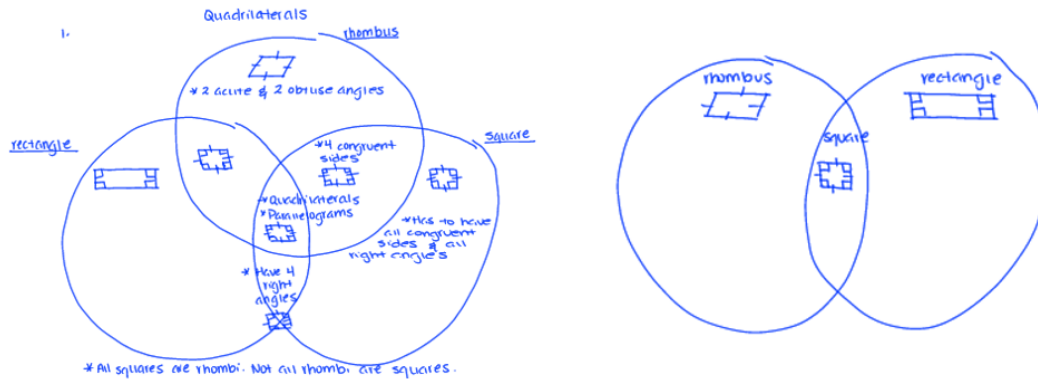 Quadrilaterals
1.
rhombus
* 2 acute & 2 obtuse angles
rectangle
square
* 4 congruent
sides
* Quadrilaterals
* Parallelograms
* Has to have
all congruent
sides & all
right angles
* Have 4
right
angles
* All squares are rhombi. Not all rhombi are squares.
rhombus
rectangle
square